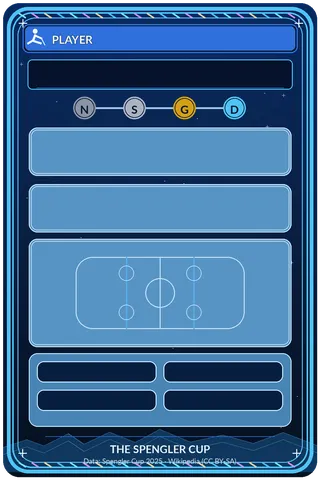 PLAYER
N S G D
THE SPENGLER CUP
Data: Spengler Cup 2025 - Wikipedia (CC BY-SA)